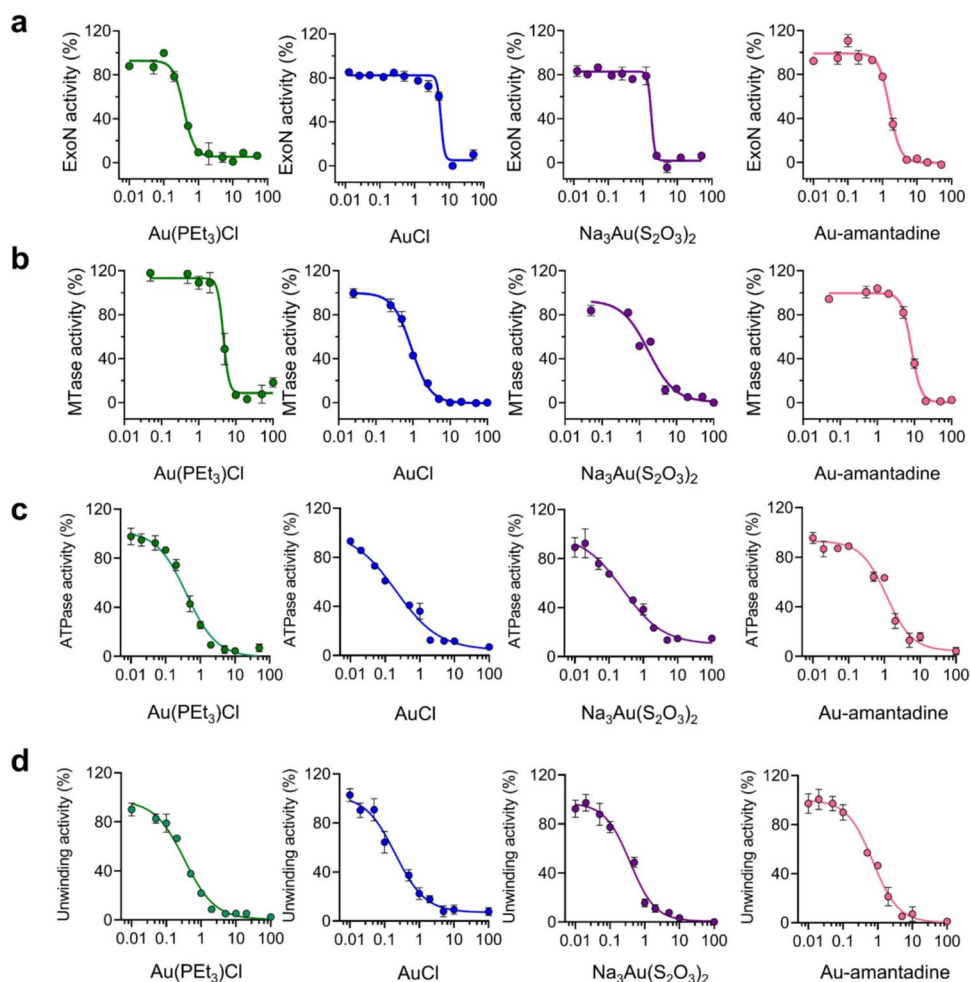 a
ExoN activity (%)
120
80
40
0
0.01 0.1 1 10 100
Au(PEt₃)Cl
ExoN activity (%)
120
80
40
0
0.01 0.1 1 10 100
AuCl
ExoN activity (%)
120
80
40
0
0.01 0.1 1 10 100
Na₃Au(S₂O₃)₂
ExoN activity (%)
120
80
40
0
0.01 0.1 1 10 100
Au-amantadine
b
MTase activity (%)
120
80
40
0
0.01 0.1 1 10 100
Au(PEt₃)Cl
MTase activity (%)
120
80
40
0
0.01 0.1 1 10 100
AuCl
MTase activity (%)
120
80
40
0
0.01 0.1 1 10 100
Na₃Au(S₂O₃)₂
MTase activity (%)
120
80
40
0
0.01 0.1 1 10 100
Au-amantadine
c
ATPase activity (%)
120
80
40
0
0.01 0.1 1 10 100
Au(PEt₃)Cl
ATPase activity (%)
120
80
40
0
0.01 0.1 1 10 100
AuCl
ATPase activity (%)
120
80
40
0
0.01 0.1 1 10 100
Na₃Au(S₂O₃)₂
ATPase activity (%)
120
80
40
0
0.01 0.1 1 10 100
Au-amantadine
d
Unwinding activity (%)
120
80
40
0
0.01 0.1 1 10 100
Au(PEt₃)Cl
Unwinding activity (%)
120
80
40
0
0.01 0.1 1 10 100
AuCl
Unwinding activity (%)
120
80
40
0
0.01 0.1 1 10 100
Na₃Au(S₂O₃)₂
Unwinding activity (%)
120
80
40
0
0.01 0.1 1 10 100
Au-amantadine